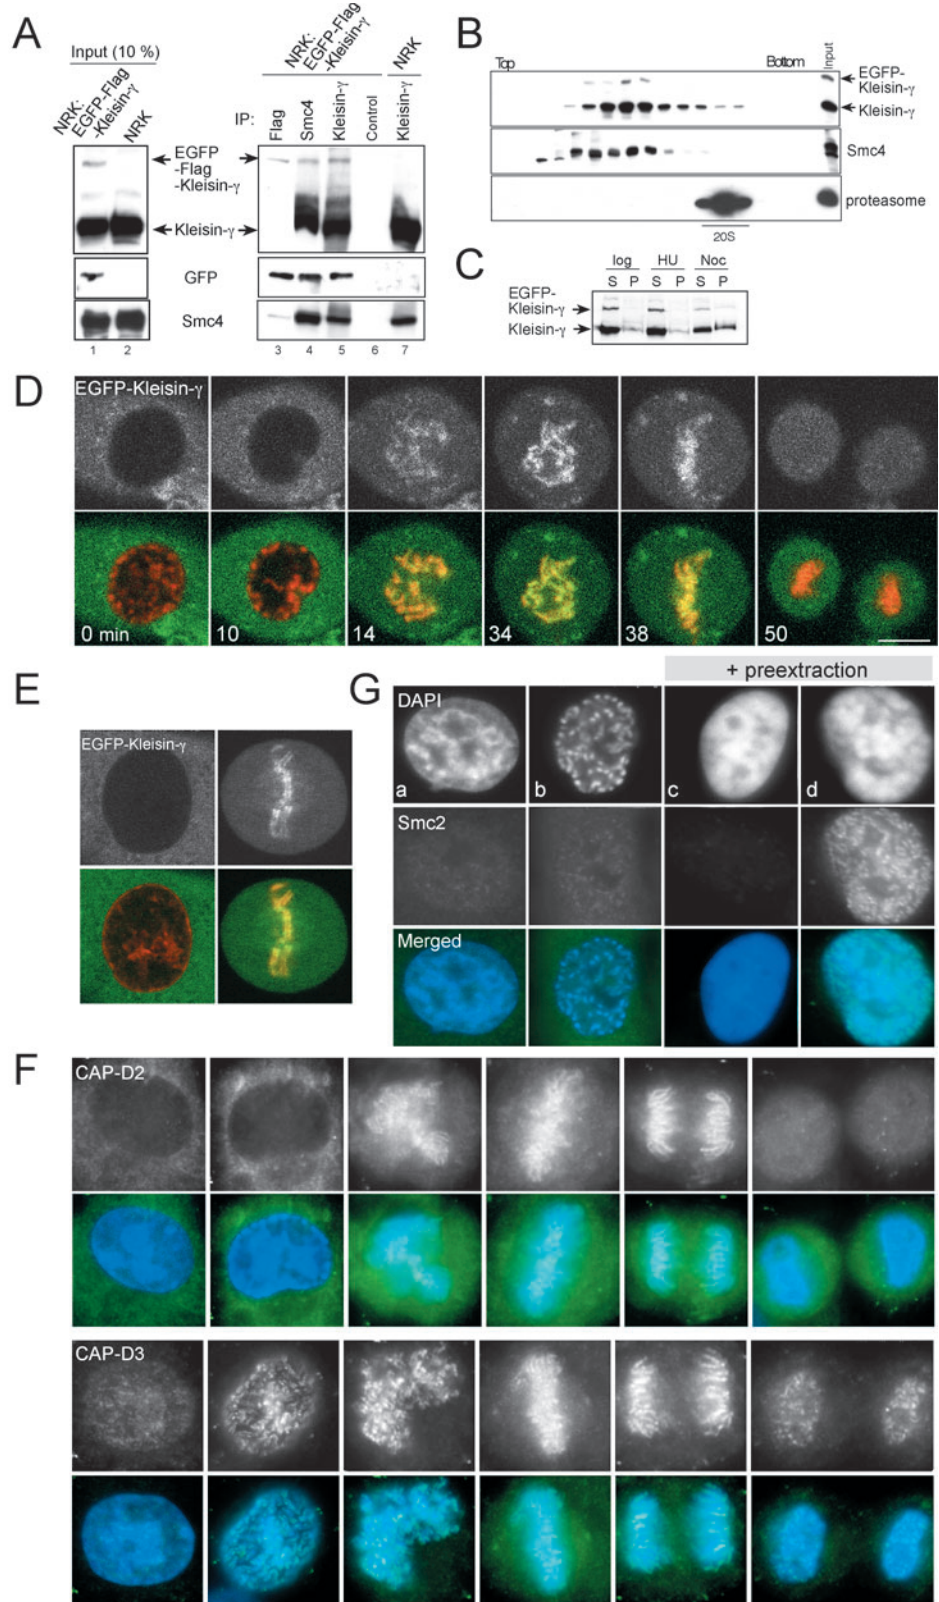 A
Input (10 %)
NRK:
EGFP-Flag
-Kleisin-γ
NRK
NRK:
EGFP-Flag
-Kleisin-γ
NRK
IP:
Flag
Smc4
Kleisin-γ
Control
Kleisin-γ
EGFP
-Flag
-Kleisin-γ
Kleisin-γ
GFP
Smc4
1 2 3 4 5 6 7
B
Top Bottom Input
EGFP-
Kleisin-γ
Kleisin-γ
Smc4
proteasome
20S
C
log HU Noc
S P S P S P
EGFP-
Kleisin-γ
Kleisin-γ
D
EGFP-Kleisin-γ
0 min 10 14 34 38 50
E
EGFP-Kleisin-γ
G
+ preextraction
DAPI
a b c d
Smc2
Merged
F
CAP-D2
CAP-D3